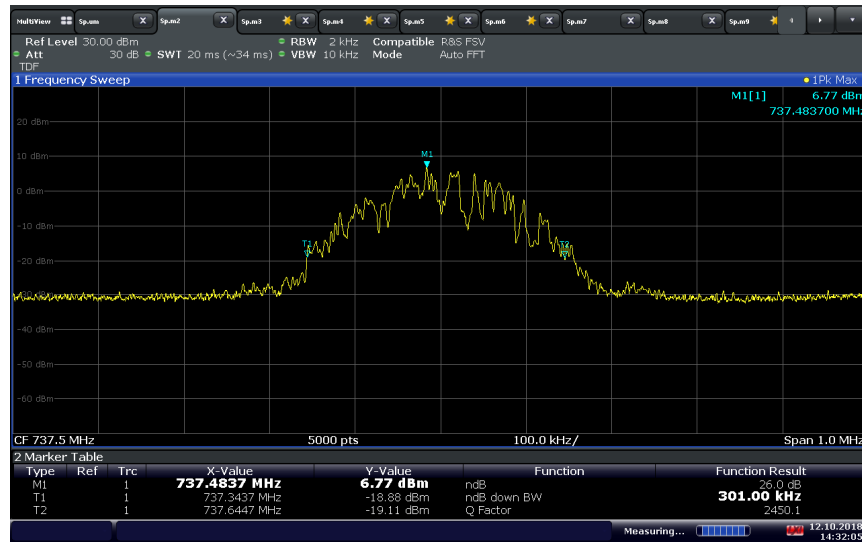 MultiView Sp.um X Sp.m2 X Sp.m3 X Sp.m4 X Sp.m5 X Sp.m6 X Sp.m7 X Sp.m8 X Sp.m9
Ref Level 30.00 dBm RBW 2 kHz Compatible R&S FSV
Att 30 dB SWT 20 ms (~34 ms) VBW 10 kHz Mode Auto FFT
TDF
1 Frequency Sweep 1Pk Max
M1[1] 6.77 dBm
737.483700 MHz
20 dBm
M1
10 dBm
0 dBm
-10 dBm
T1 T2
-20 dBm
-40 dBm
-50 dBm
-60 dBm
CF 737.5 MHz 5000 pts 100.0 kHz/ Span 1.0 MHz
2 Marker Table
Type Ref Trc X-Value Y-Value Function Function Result
M1 1 737.4837 MHz 6.77 dBm ndB 26.0 dB
T1 1 737.3437 MHz -18.88 dBm ndB down BW 301.00 kHz
T2 1 737.6447 MHz -19.11 dBm Q Factor 2450.1
Measuring... 12.10.2018
14:32:05